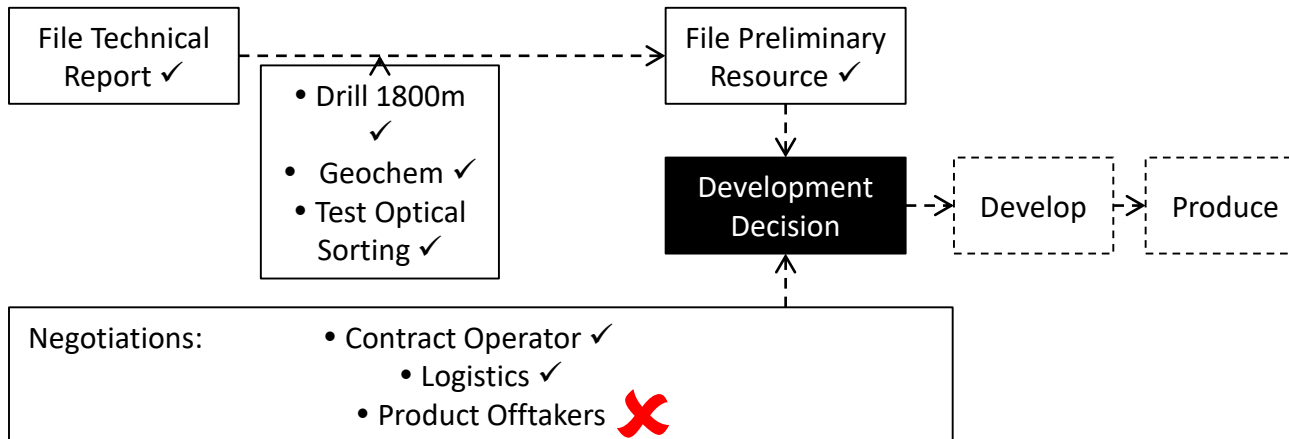 File Technical
Report ✓
File Preliminary
Resource ✓
• Drill 1800m
✓
• Geochem ✓
• Test Optical
Sorting ✓
Development
Decision
Develop
Produce
Negotiations: • Contract Operator ✓
• Logistics ✓
• Product Offtakers ✘